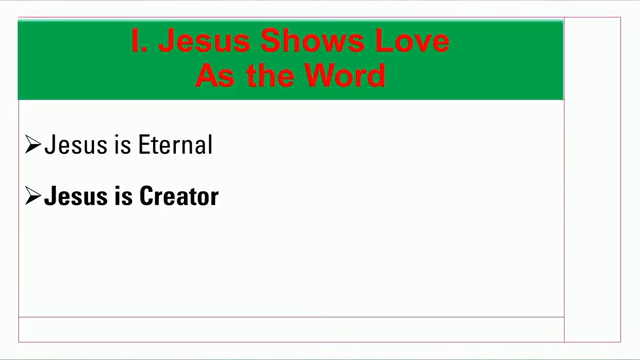 I. Jesus Shows Love
As the Word
➢Jesus is Eternal
➢Jesus is Creator